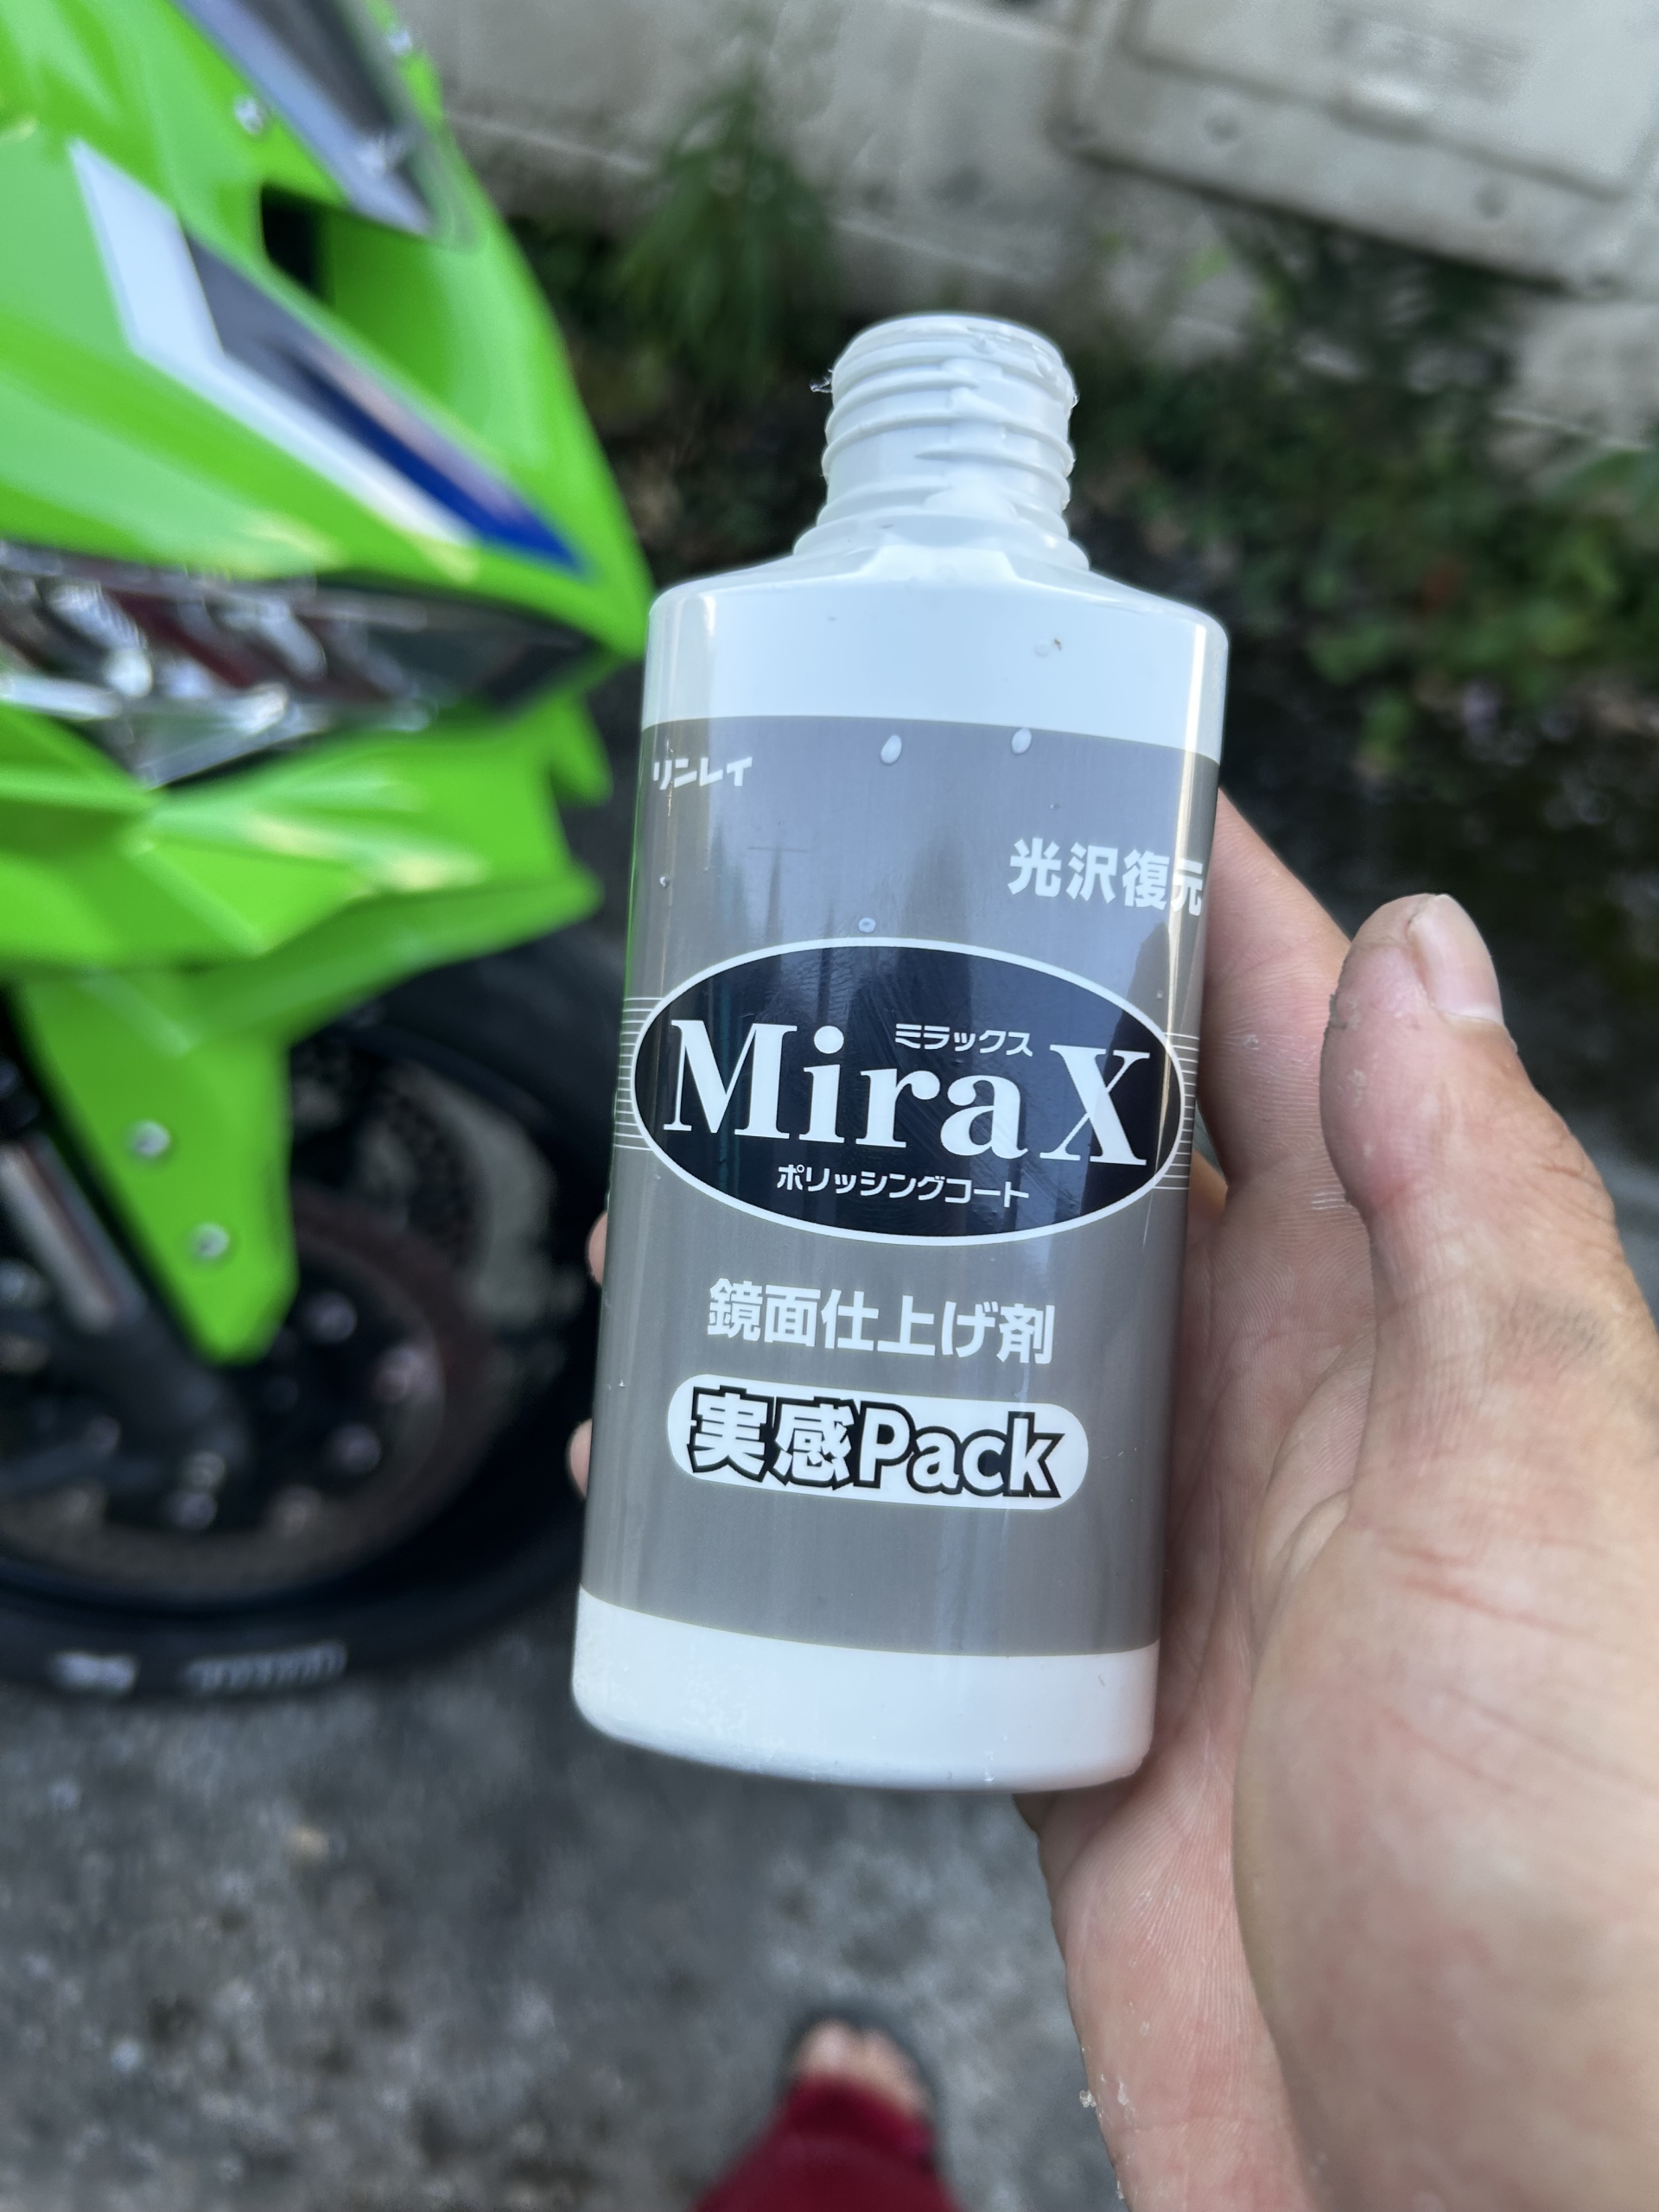 リンレイ
光沢復元
ミラックス
MiraX
ポリッシングコート
鏡面仕上げ剤
実感Pack